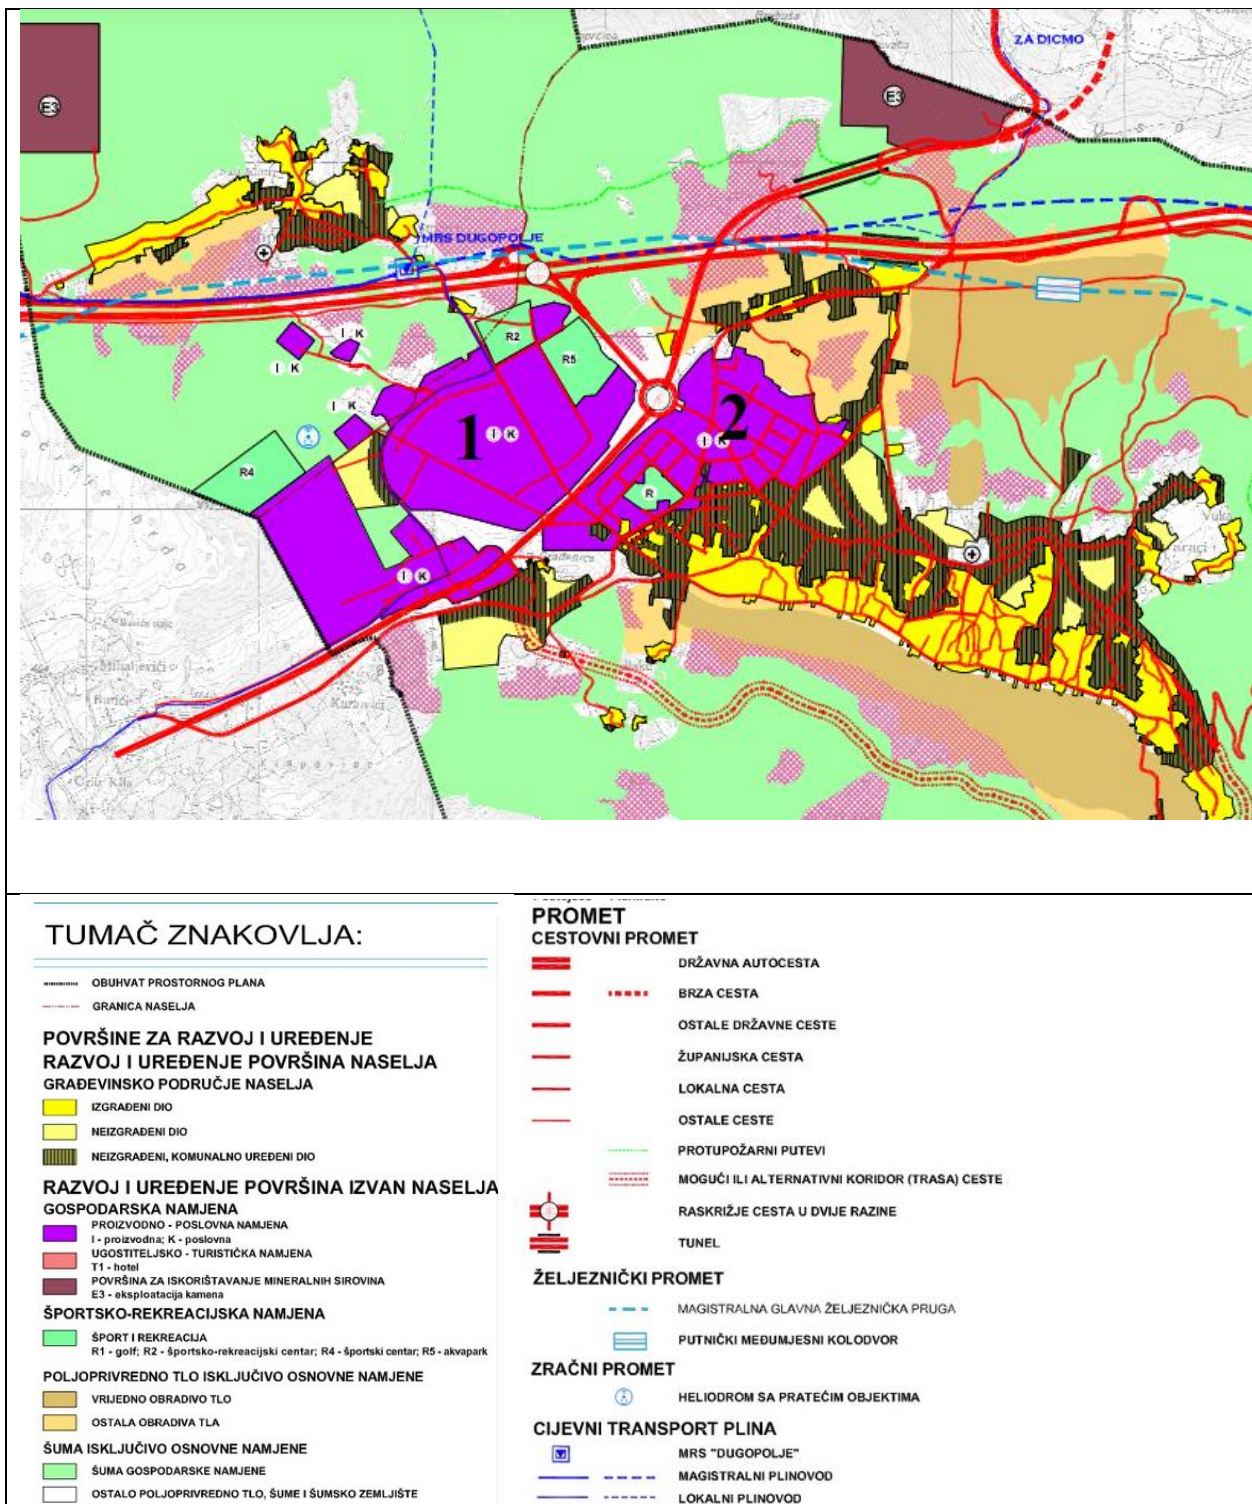 ZA DICMO
E3
E3
MRS DUGOPOLJE
R2
I K
R5
I K
I K
1
I K
2
I K
R4
R
I K
Vuka
TUMAČ ZNAKOVLJA:
OBUHVAT PROSTORNOG PLANA
GRANICA NASELJA
POVRŠINE ZA RAZVOJ I UREĐENJE
RAZVOJ I UREĐENJE POVRŠINA NASELJA
GRAĐEVINSKO PODRUČJE NASELJA
IZGRAĐENI DIO
NEIZGRAĐENI DIO
NEIZGRAĐENI, KOMUNALNO UREĐENI DIO
RAZVOJ I UREĐENJE POVRŠINA IZVAN NASELJA
GOSPODARSKA NAMJENA
PROIZVODNO - POSLOVNA NAMJENA
I - proizvodna; K - poslovna
UGOSTITELJSKO - TURISTIČKA NAMJENA
T1 - hotel
POVRŠINA ZA ISKORIŠTAVANJE MINERALNIH SIROVINA
E3 - eksploatacija kamena
ŠPORTSKO-REKREACIJSKA NAMJENA
ŠPORT I REKREACIJA
R1 - golf; R2 - športsko-rekreacijski centar; R4 - športski centar; R5 - akvapark
POLJOPRIVREDNO TLO ISKLJUČIVO OSNOVNE NAMJENE
VRIJEDNO OBRADIVO TLO
OSTALA OBRADIVA TLA
ŠUMA ISKLJUČIVO OSNOVNE NAMJENE
ŠUMA GOSPODARSKE NAMJENE
OSTALO POLJOPRIVREDNO TLO, ŠUME I ŠUMSKO ZEMLJIŠTE
PROMET
CESTOVNI PROMET
DRŽAVNA AUTOCESTA
BRZA CESTA
OSTALE DRŽAVNE CESTE
ŽUPANIJSKA CESTA
LOKALNA CESTA
OSTALE CESTE
PROTUPOŽARNI PUTEVI
MOGUĆI ILI ALTERNATIVNI KORIDOR (TRASA) CESTE
RASKRIŽJE CESTA U DVIJE RAZINE
TUNEL
ŽELJEZNIČKI PROMET
MAGISTRALNA GLAVNA ŽELJEZNIČKA PRUGA
PUTNIČKI MEĐUMJESNI KOLODVOR
ZRAČNI PROMET
HELIODROM SA PRATEĆIM OBJEKTIMA
CIJEVNI TRANSPORT PLINA
MRS "DUGOPOLJE"
MAGISTRALNI PLINOVOD
LOKALNI PLINOVOD